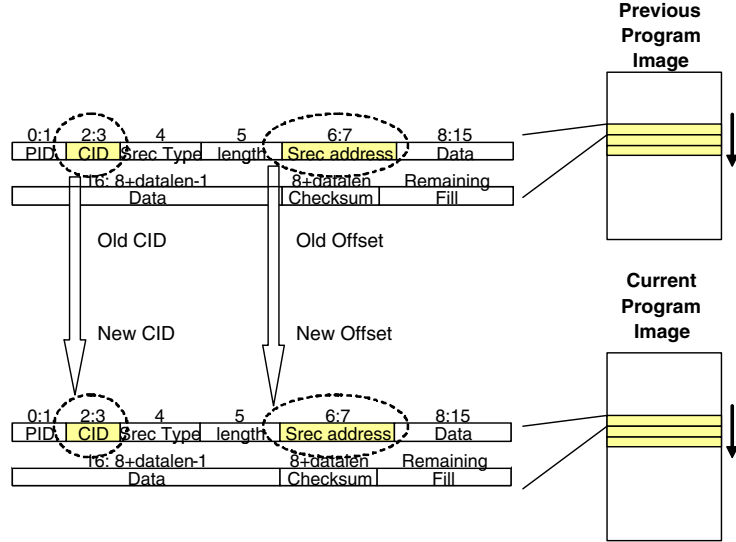 Previous
Program
Image
0:1 2:3 4 5 6:7 8:15
PID CID Srec Type length Srec address Data
16: 8+datalen-1 8+datalen Remaining
Data Checksum Fill
Old CID Old Offset
New CID New Offset
Current
Program
Image
0:1 2:3 4 5 6:7 8:15
PID CID Srec Type length Srec address Data
16: 8+datalen-1 8+datalen Remaining
Data Checksum Fill